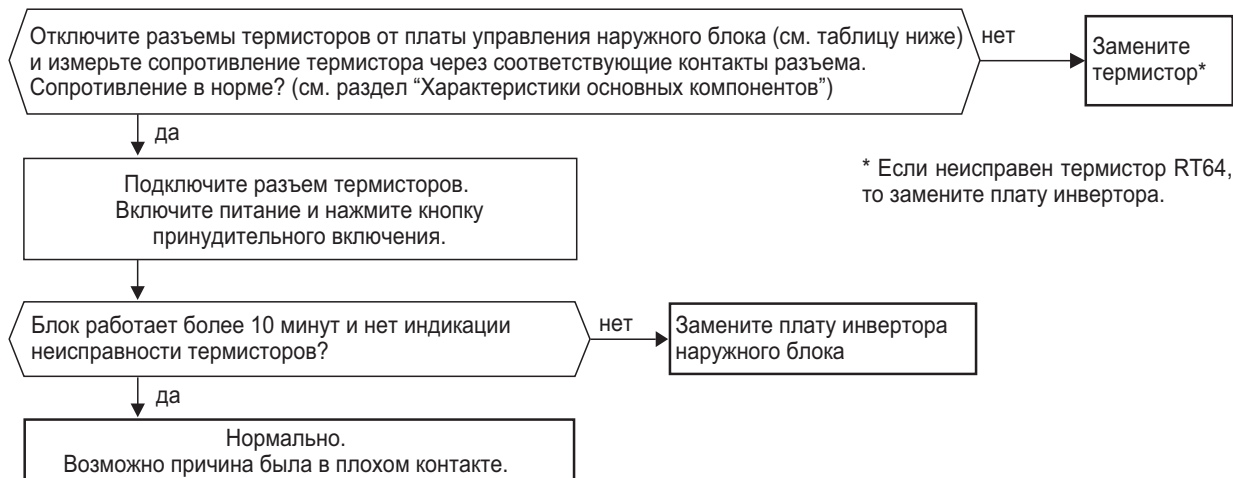 Отключите разъемы термисторов от платы управления наружного блока (см. таблицу ниже)
и измерьте сопротивление термистора через соответствующие контакты разъема.
Сопротивление в норме? (см. раздел “Характеристики основных компонентов”)
нет
Замените
термистор*
да
* Если неисправен термистор RT64,
то замените плату инвертора.
Подключите разъем термисторов.
Включите питание и нажмите кнопку
принудительного включения.
Блок работает более 10 минут и нет индикации
неисправности термисторов?
нет
Замените плату инвертора
наружного блока
да
Нормально.
Возможно причина была в плохом контакте.